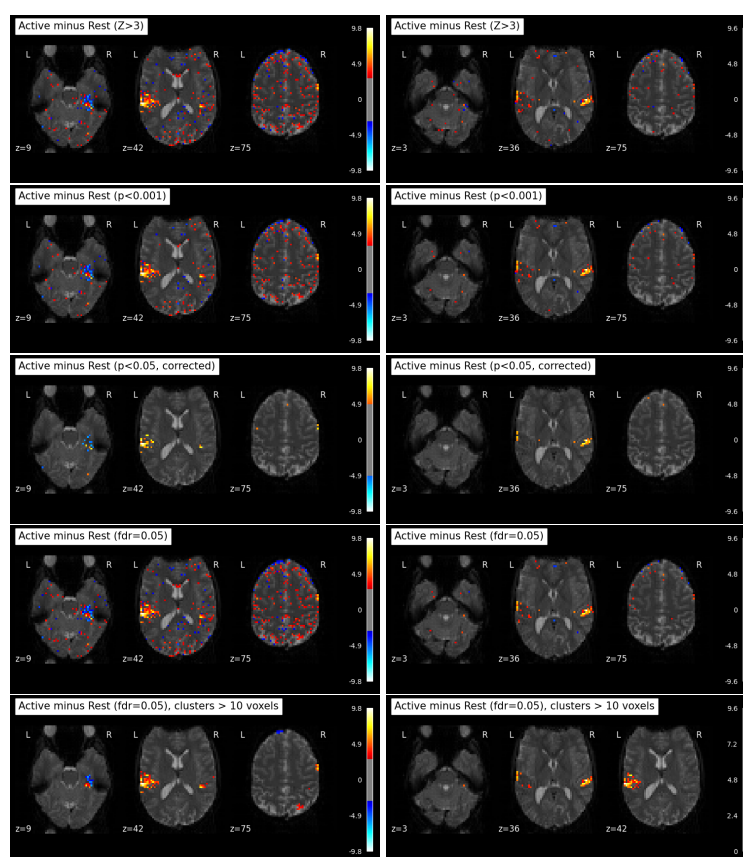 Active minus Rest (Z>3)
L R L R L R
9.8
4.9
0
-4.9
-9.8
z=9 z=42 z=75
Active minus Rest (Z>3)
L R L R L R
9.6
4.8
0
-4.8
-9.6
z=3 z=36 z=75
Active minus Rest (p<0.001)
L R L R L R
9.8
4.9
0
-4.9
-9.8
z=9 z=42 z=75
Active minus Rest (p<0.001)
L R L R L R
9.6
4.8
0
-4.8
-9.6
z=3 z=36 z=75
Active minus Rest (p<0.05, corrected)
L R L R L R
9.8
4.9
0
-4.9
-9.8
z=9 z=42 z=75
Active minus Rest (p<0.05, corrected)
L R L R L R
9.6
4.8
0
-4.8
-9.6
z=3 z=36 z=75
Active minus Rest (fdr=0.05)
L R L R L R
9.8
4.9
0
-4.9
-9.8
z=9 z=42 z=75
Active minus Rest (fdr=0.05)
L R L R L R
9.6
4.8
0
-4.8
-9.6
z=3 z=36 z=75
Active minus Rest (fdr=0.05), clusters > 10 voxels
L R L R L R
9.8
4.9
0
-4.9
-9.8
z=9 z=42 z=75
Active minus Rest (fdr=0.05), clusters > 10 voxels
L R L R L R
9.6
7.2
4.8
2.4
0
z=3 z=36 z=42